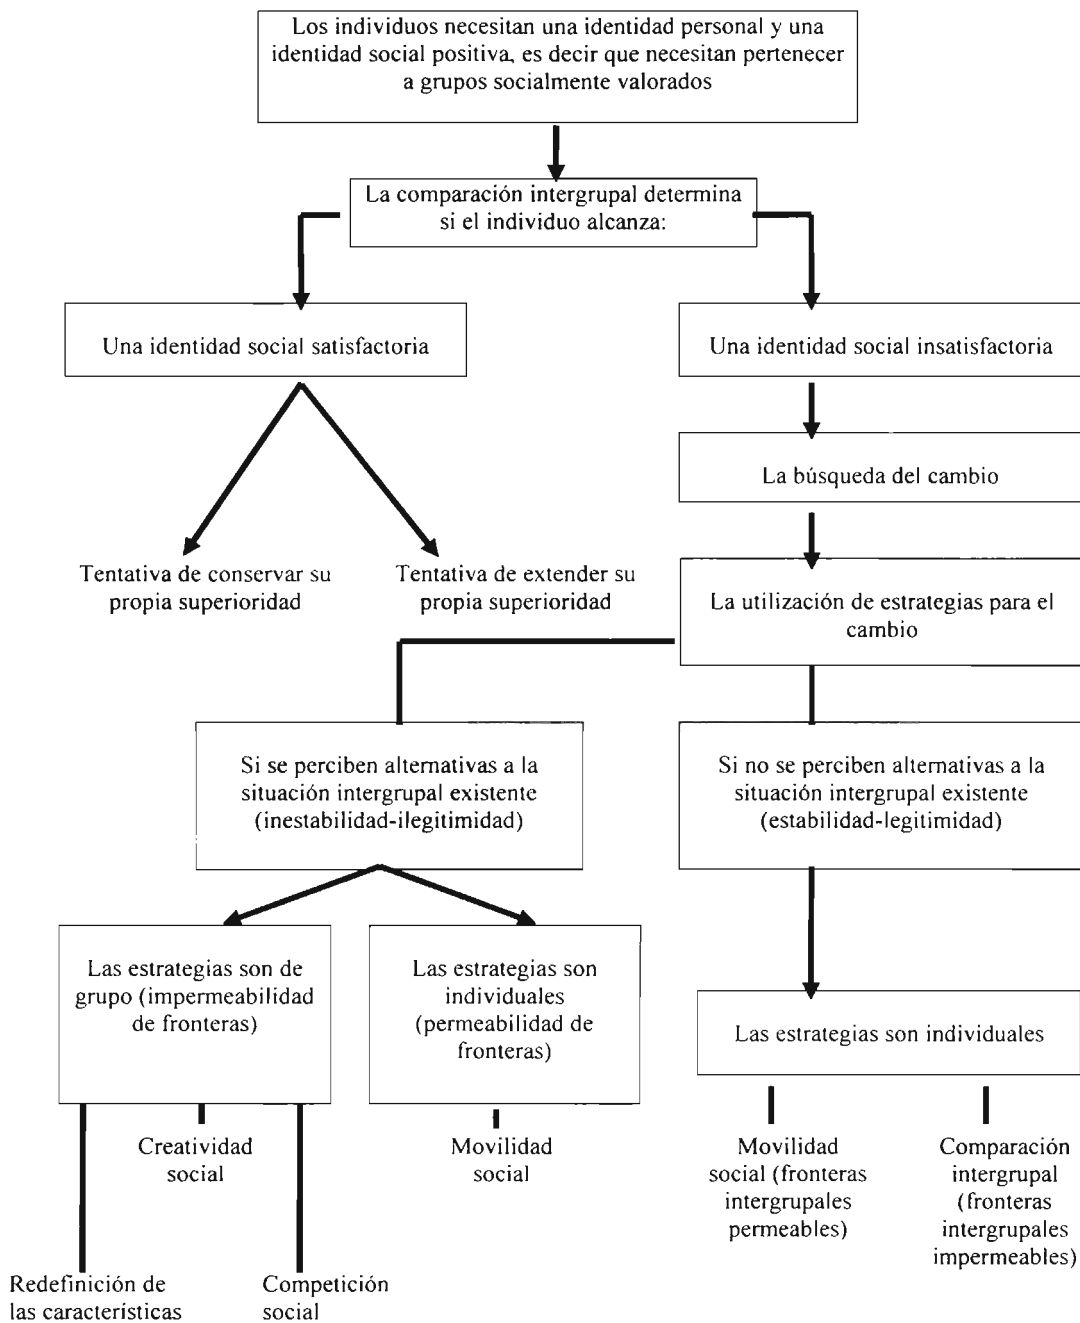 Los individuos necesitan una identidad personal y una
identidad social positiva, es decir que necesitan pertenecer
a grupos socialmente valorados
La comparación intergrupal determina
si el individuo alcanza:
Una identidad social satisfactoria
Una identidad social insatisfactoria
La búsqueda del cambio
Tentativa de conservar su
propia superioridad
Tentativa de extender su
propia superioridad
La utilización de estrategias para el
cambio
Si se perciben alternativas a la
situación intergrupal existente
(inestabilidad-ilegitimidad)
Si no se perciben alternativas a la
situación intergrupal existente
(estabilidad-legitimidad)
Las estrategias son de
grupo (impermeabilidad
de fronteras)
Las estrategias son
individuales
(permeabilidad de
fronteras)
Las estrategias son individuales
Creatividad
social
Movilidad
social
Movilidad
social (fronteras
intergrupales
permeables)
Comparación
intergrupal
(fronteras
intergrupales
impermeables)
Redefinición de
las características
Competición
social